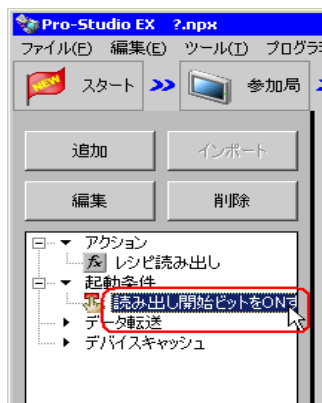 Pro-Studio EX ?.npx
ファイル(F) 編集(E) ツール(T) プログラ
NEW スタート 参加局
追加 インポート
編集 削除
アクション
fx レシピ読み出し
起動条件
読み出し開始ビットをON
データ転送
デバイスキャッシュ